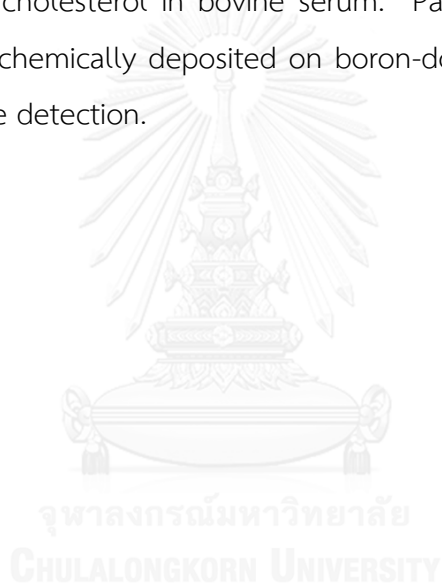 cholesterol in bovine serum. Pa
chemically deposited on boron-do
e detection.
จุฬาลงกรณ์มหาวิทยาลัย
CHULALONGKORN UNIVERSITY